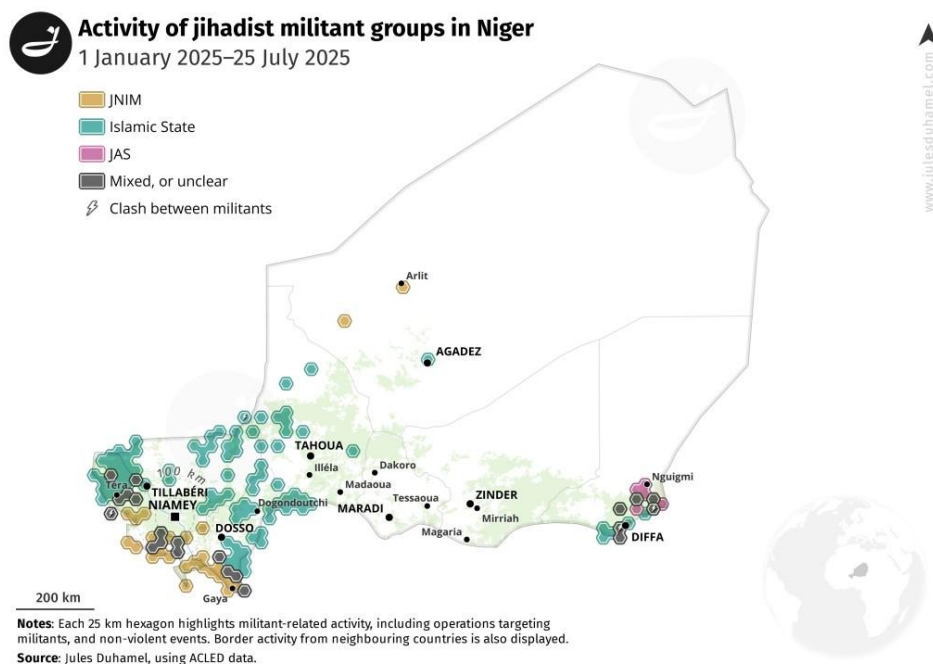 Activity of jihadist militant groups in Niger
1 January 2025–25 July 2025
JNIM
Islamic State
JAS
Mixed, or unclear
Clash between militants
www.julesduhamel.com
Arlit
AGADEZ
TAHOUA
Illéla
Dakoro
Madaoua
Tessaoua
ZINDER
MARADI
Mirriah
Magaria
Nguigmi
DIFFA
100 km
Téra
TILLABÉRI
NIAMEY
Dogondoutchi
DOSSO
Gaya
200 km
Notes: Each 25 km hexagon highlights militant-related activity, including operations targeting
militants, and non-violent events. Border activity from neighbouring countries is also displayed.
Source: Jules Duhamel, using ACLED data.